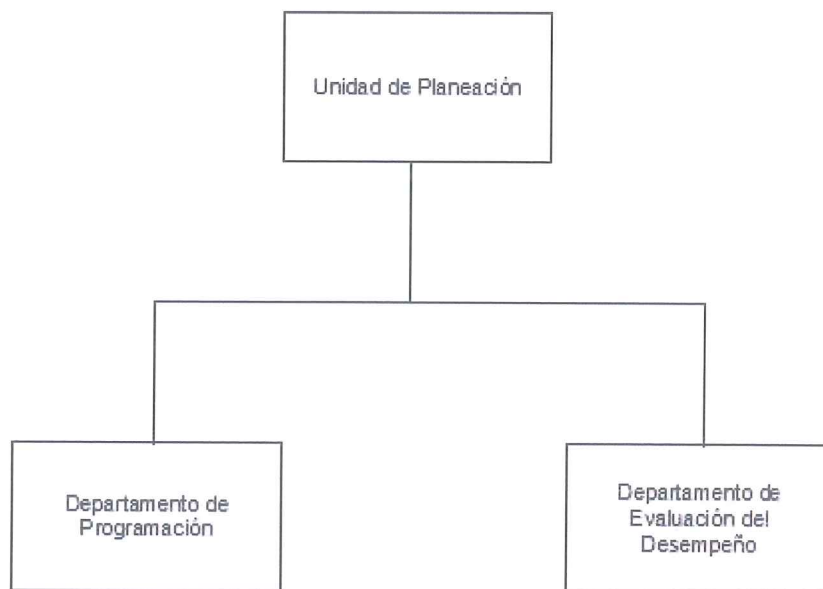 Unidad de Planeación
Departamento de
Programación
Departamento de
Evaluación del
Desempeño